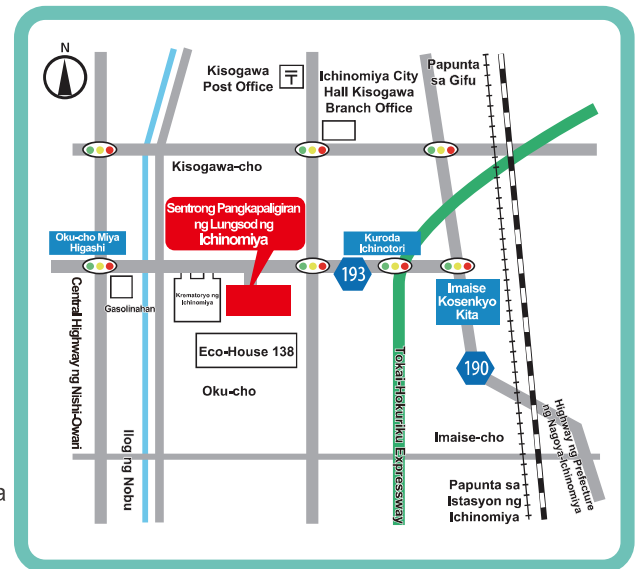 N
Kisogawa
Post Office
〒
Ichinomiya City
Hall Kisogawa
Branch Office
Papunta
sa Gifu
Kisogawa-cho
Sentrong Pangkapaligiran
ng Lungsod ng
Ichinomiya
Oku-cho Miya
Higashi
Kuroda
Ichinotori
193
Gasolinahan
Krematoryo ng
Ichinomiya
Imaise
Kosenkyo
Kita
Eco-House 138
190
Oku-cho
Central Highway ng Nishi-Owari
Ilog ng Nobu
Tokai-Hokuriku Expressway
Imaise-cho
Highway ng Prefecture
ng Nagoya-Ichinomiya
Papunta sa
Istasyon ng
Ichinomiya
a